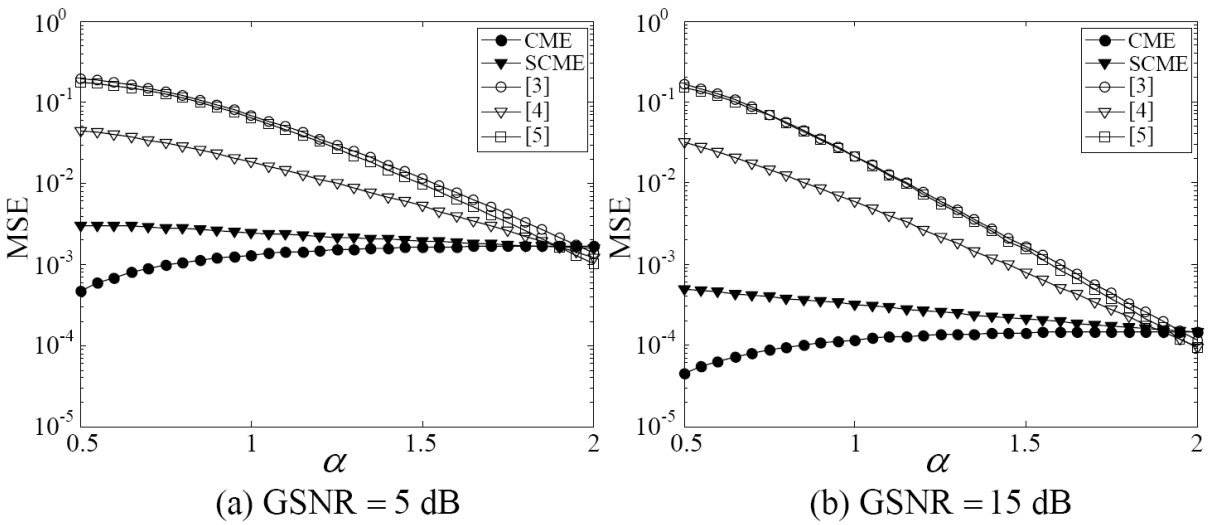 10^0
10^-1
10^-2
10^-3
10^-4
10^-5
MSE
0.5 1 1.5 2
α
CME
SCME
[3]
[4]
[5]
(a) GSNR = 5 dB
10^0
10^-1
10^-2
10^-3
10^-4
10^-5
MSE
0.5 1 1.5 2
α
CME
SCME
[3]
[4]
[5]
(b) GSNR = 15 dB